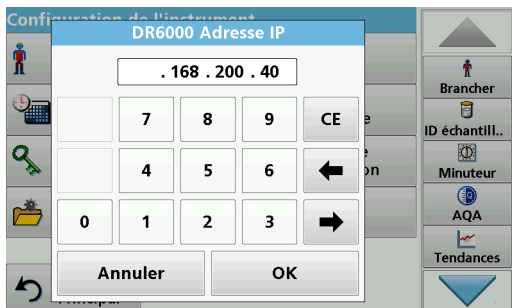 Configuration de l'instrument
DR6000 Adresse IP
. 168 . 200 . 40
7 8 9 CE
4 5 6
0 1 2 3
Annuler OK
Principal
Brancher
ID échantill..
Minuteur
AQA
Tendances